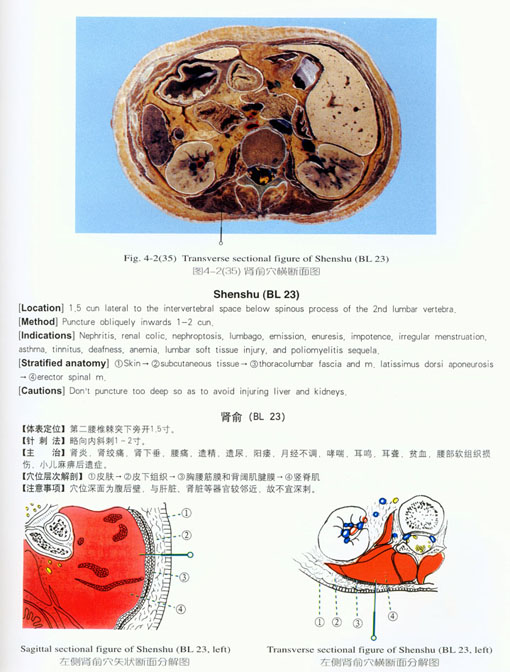 Fig. 4-2(35) Transverse sectional figure of Shenshu (BL 23)
图4-2(35) 肾俞穴横断面图
Shenshu (BL 23)
[Location] 1.5 cun lateral to the intervertebral space below spinous process of the 2nd lumbar vertebra.
[Method] Puncture obliquely inwards 1-2 cun.
[Indications] Nephritis, renal colic, nephroptosis, lumbago, emission, enuresis, impotence, irregular menstruation,
asthma, tinnitus, deafness, anemia, lumbar soft tissue injury, and poliomyelitis sequela.
[Stratified anatomy] ①Skin→②subcutaneous tissue→③thoracolumbar fascia and m. latissimus dorsi aponeurosis
→④erector spinal m.
[Cautions] Don't puncture too deep so as to avoid injuring liver and kidneys.
肾俞 (BL 23)
【体表定位】第二腰椎棘突下旁开1.5寸。
【针 刺 法】略向内斜刺1-2寸。
【主 治】肾炎、肾绞痛、肾下垂、腰痛、遗精、遗尿、阳痿、月经不调、哮喘、耳鸣、耳聋、贫血、腰部软组织损
伤、小儿麻痹后遗症。
【穴位层次解剖】①皮肤→②皮下组织→③胸腰筋膜和背阔肌腱膜→④竖脊肌
【注意事项】穴位深面为腹后壁、与肝脏、肾脏等器官较邻近、故不宜深刺。
①
②
③
④
① ② ③ ④
Sagittal sectional figure of Shenshu (BL 23, left)
左侧肾俞穴矢状断面分解图
Transverse sectional figure of Shenshu (BL 23, left)
左侧肾俞穴横断面分解图